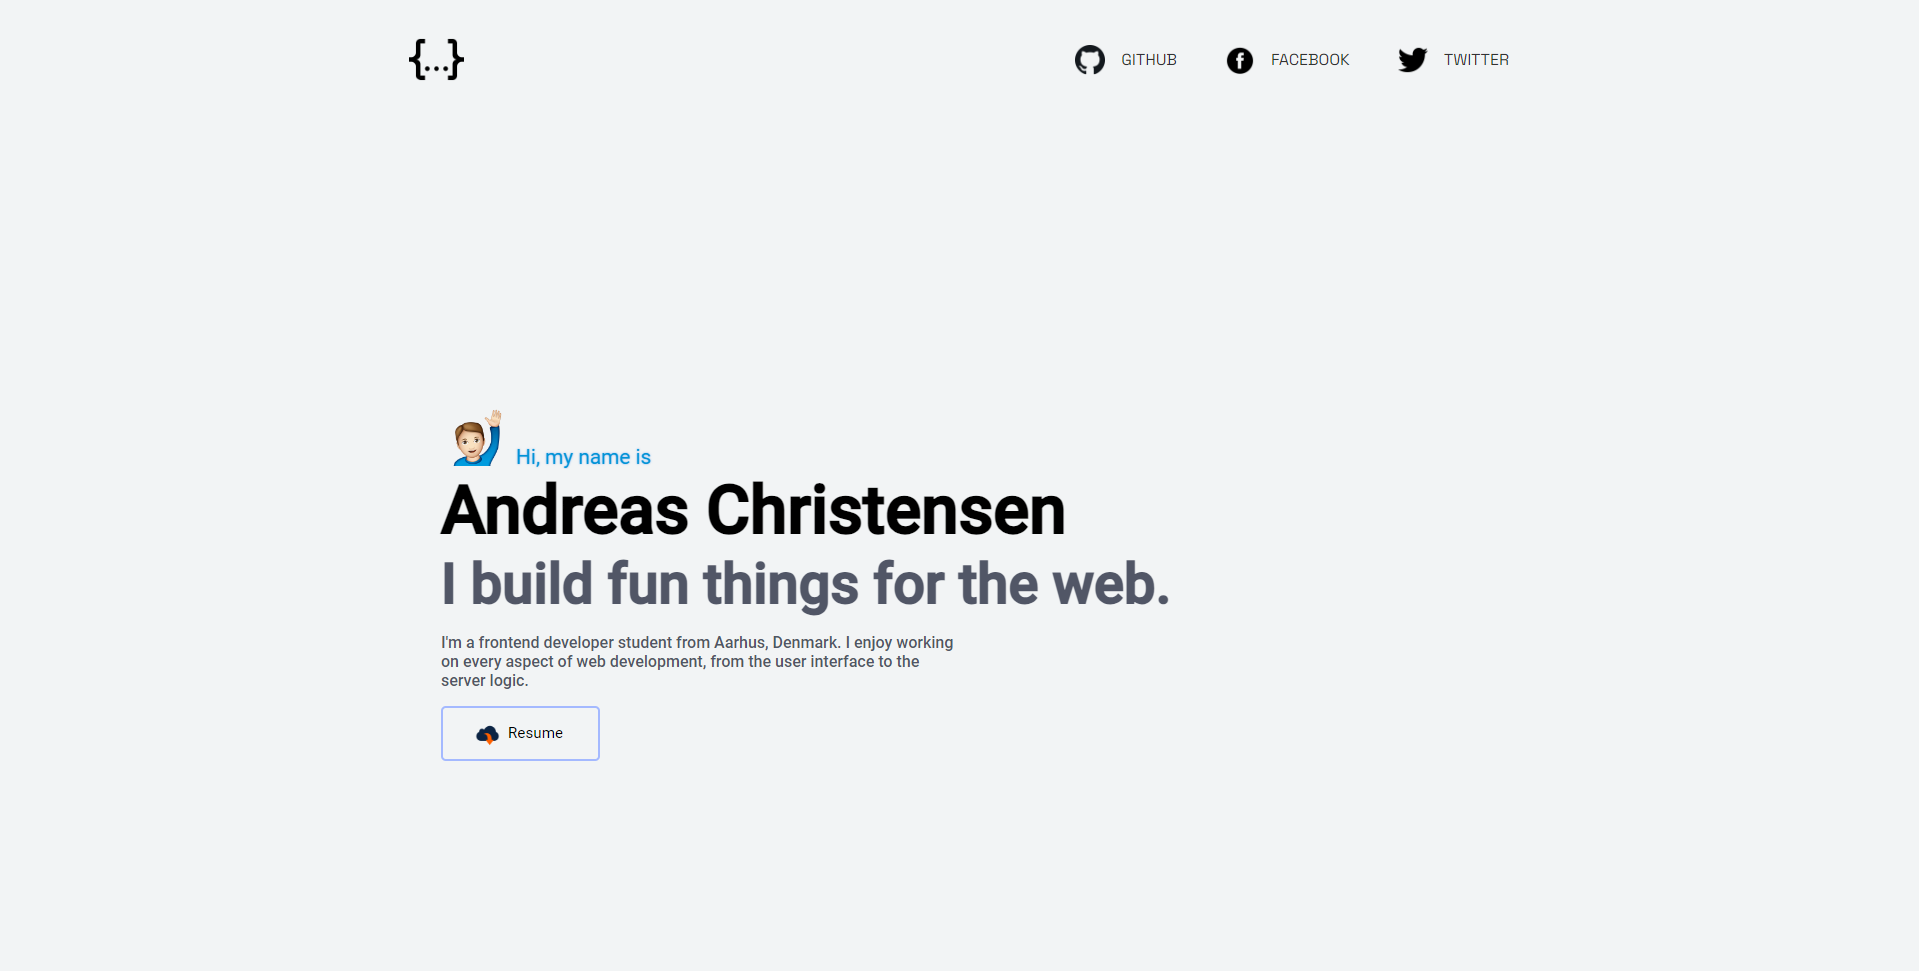 {...}
GITHUB FACEBOOK TWITTER
Hi, my name is
Andreas Christensen
I build fun things for the web.
I'm a frontend developer student from Aarhus, Denmark. I enjoy working
on every aspect of web development, from the user interface to the
server logic.
Resume